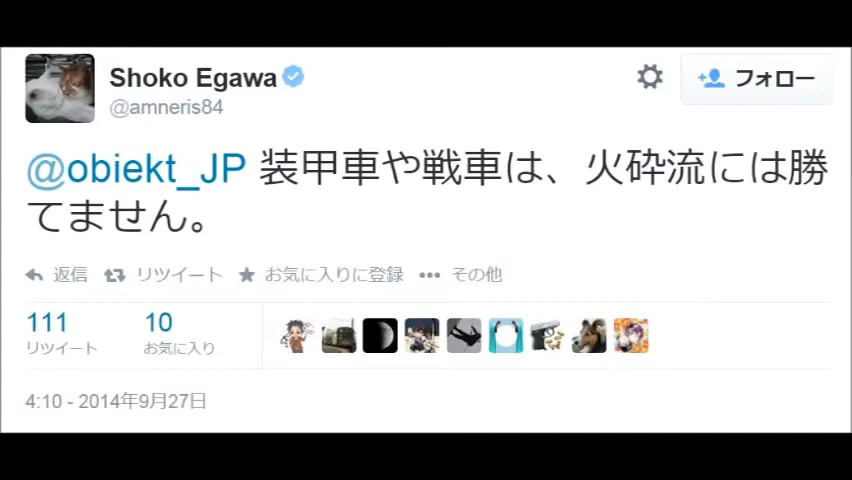 Shoko Egawa
フォロー
@amneris84
@obiekt_JP 装甲車や戦車は、火砕流には勝
てません。
返信 リツイート お気に入りに登録 その他
111 10
リツイート お気に入り
4:10 - 2014年9月27日